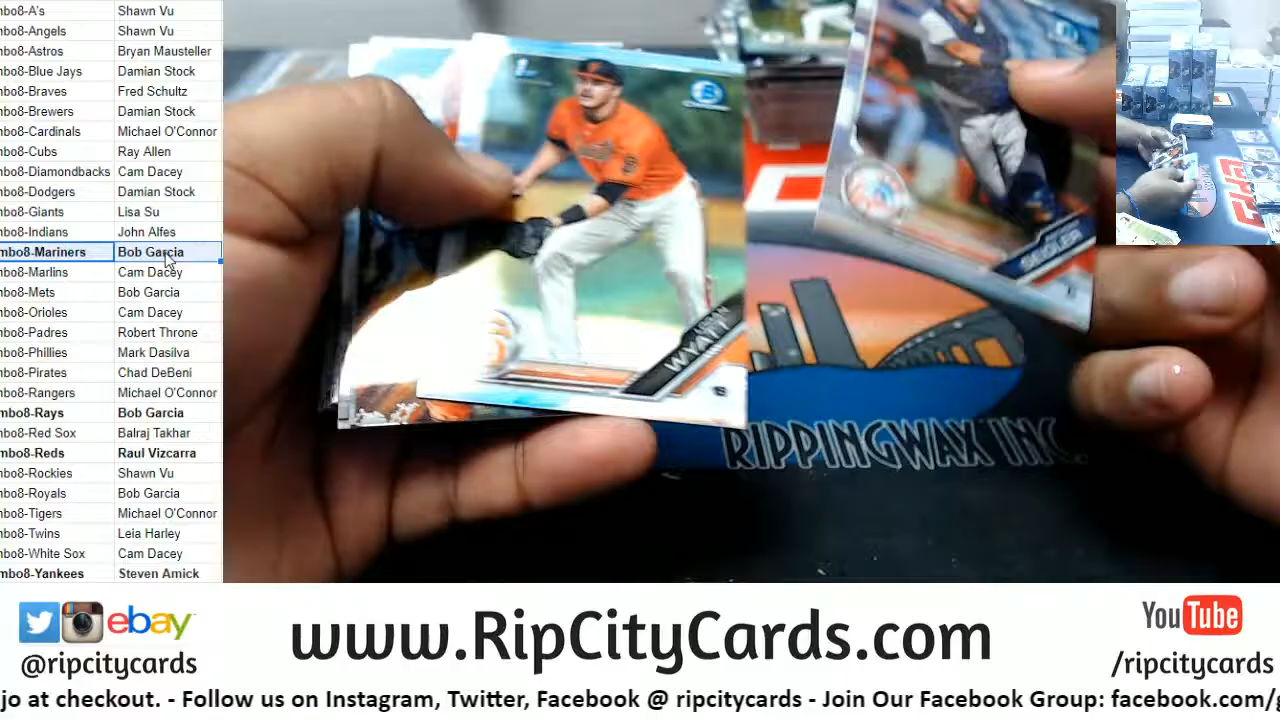 mbo8-A's Shawn Vu
mbo8-Angels Shawn Vu
mbo8-Astros Bryan Mausteller
mbo8-Blue Jays Damian Stock
mbo8-Braves Fred Schultz
mbo8-Brewers Damian Stock
mbo8-Cardinals Michael O'Connor
mbo8-Cubs Ray Allen
mbo8-Diamondbacks Cam Dacey
mbo8-Dodgers Damian Stock
mbo8-Giants Lisa Su
mbo8-Indians John Alfes
mbo8-Mariners Bob Garcia
mbo8-Marlins Cam Dacey
mbo8-Mets Bob Garcia
mbo8-Orioles Cam Dacey
mbo8-Padres Robert Throne
mbo8-Phillies Mark Dasilva
mbo8-Pirates Chad DeBeni
mbo8-Rangers Michael O'Connor
mbo8-Rays Bob Garcia
mbo8-Red Sox Balraj Takhar
mbo8-Reds Raul Vizcarra
mbo8-Rockies Shawn Vu
mbo8-Royals Bob Garcia
mbo8-Tigers Michael O'Connor
mbo8-Twins Leia Harley
mbo8-White Sox Cam Dacey
mbo8-Yankees Steven Amick
WYATT
SEIGLER
RIPPINGWAX INC.
ebay
@ripcitycards
www.RipCityCards.com
YouTube
/ripcitycards
jo at checkout. - Follow us on Instagram, Twitter, Facebook @ ripcitycards - Join Our Facebook Group: facebook.com/g